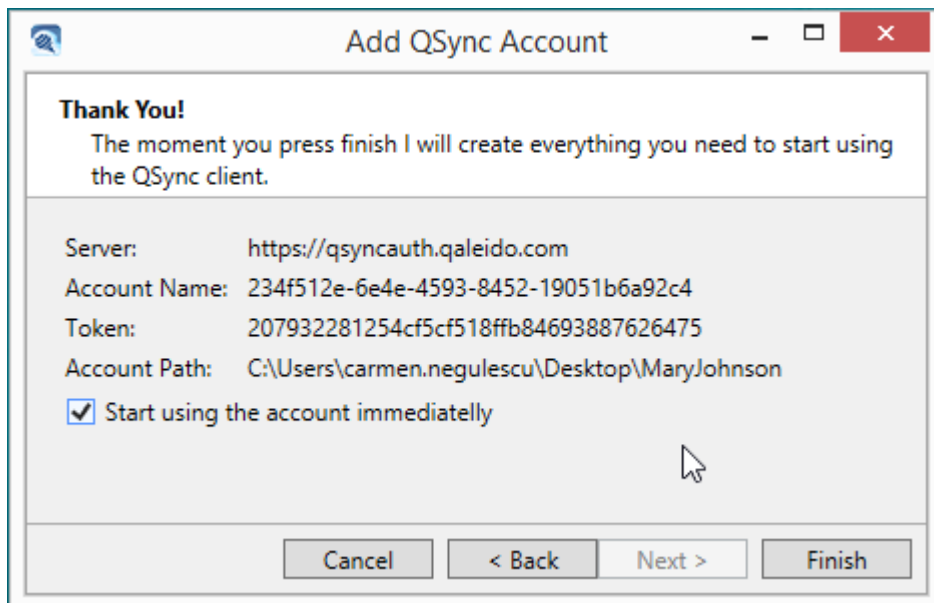 Add QSync Account
Thank You!
The moment you press finish I will create everything you need to start using
the QSync client.
Server: https://qsyncauth.qaleido.com
Account Name: 234f512e-6e4e-4593-8452-19051b6a92c4
Token: 207932281254cf5cf518ffb84693887626475
Account Path: C:\Users\carmen.negulescu\Desktop\MaryJohnson
Start using the account immediatelly
Cancel < Back Next > Finish